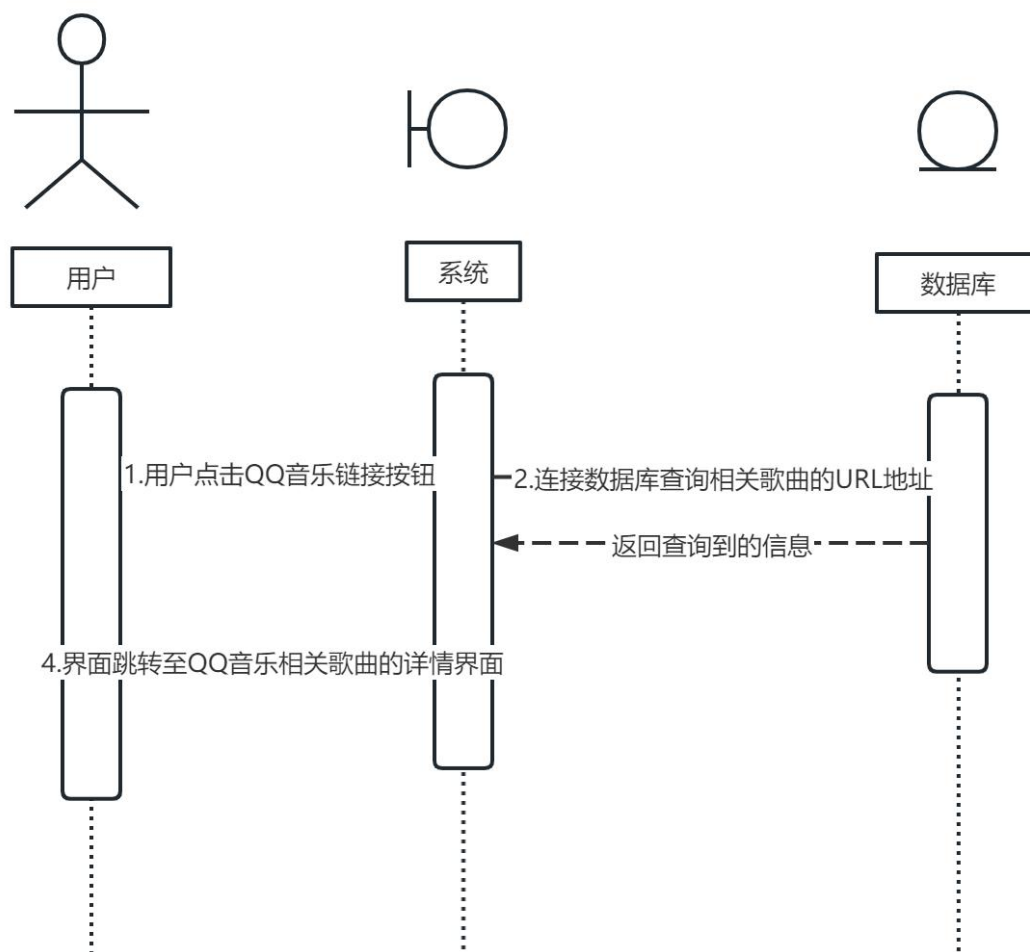 用户
系统
数据库
1.用户点击QQ音乐链接按钮
2.连接数据库查询相关歌曲的URL地址
返回查询到的信息
4.界面跳转至QQ音乐相关歌曲的详情界面